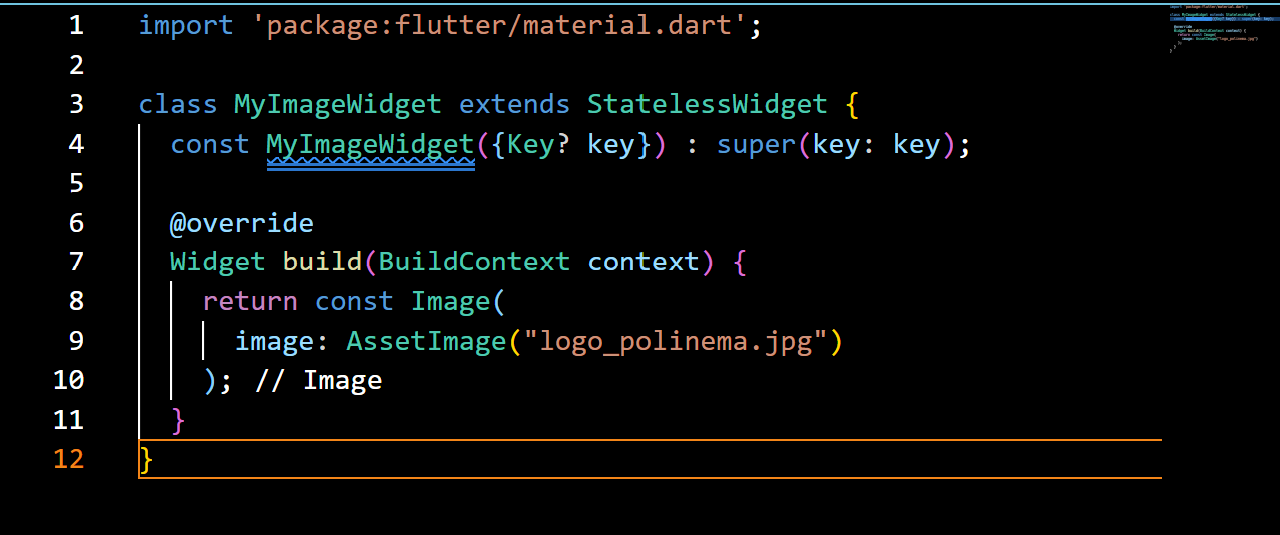 1 import 'package:flutter/material.dart';
2
3 class MyImageWidget extends StatelessWidget {
4   const MyImageWidget({Key? key}) : super(key: key);
5
6   @override
7   Widget build(BuildContext context) {
8     return const Image(
9       image: AssetImage("logo_polinema.jpg")
10     ); // Image
11   }
12 }